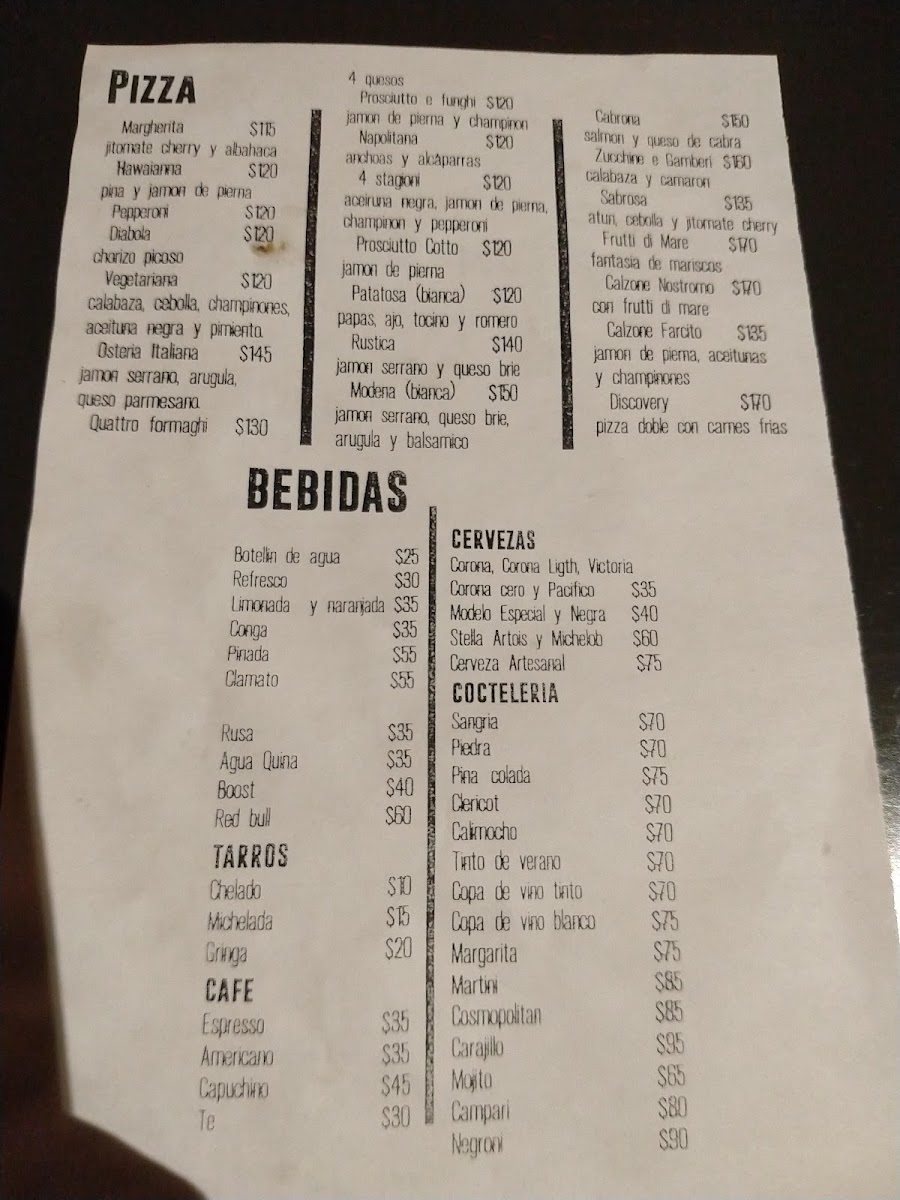 PIZZA
Margherita $115
jitomate cherry y albahaca
Hawaianna $120
pina y jamon de pierna
Pepperoni $120
Diabola $120
chorizo picoso
Vegetariana $120
calabaza, cebolla, champinones,
aceituna negra y pimiento.
Osteria Italiana $145
jamon serrano, arugula,
queso parmesano.
Quattro formaghi $130
4 quesos
Prosciutto e funghi $120
jamon de pierna y champinon
Napolitana $120
anchoas y alcaparras
4 stagioni $120
aceiruna negra, jamon de pierna,
champinon y pepperoni
Prosciutto Cotto $120
jamon de pierna
Patatosa (bianca) $120
papas, ajo, tocino y romero
Rustica $140
jamon serrano y queso brie
Modena (bianca) $150
jamon serrano, queso brie,
arugula y balsamico
Cabrona $150
salmon y queso de cabra
Zucchine e Gamberi $160
calabaza y camaron
Sabrosa $135
atun, cebolla y jitomate cherry
Frutti di Mare $170
fantasia de mariscos
Calzone Nostromo $170
con frutti di mare
Calzone Farcito $135
jamon de pierna, aceitunas
y champinones
Discovery $170
pizza doble con carnes frias
BEBIDAS
Botellin de agua $25
Refresco $30
Limonada y naranjada $35
Conga $35
Pinada $55
Clamato $55
Rusa $35
Agua Quina $35
Boost $40
Red bull $60
TARROS
Chelado $10
Michelada $15
Gringa $20
CAFE
Espresso $35
Americano $35
Capuchino $45
Te $30
CERVEZAS
Corona, Corona Ligth, Victoria
Corona cero y Pacifico $35
Modelo Especial y Negra $40
Stella Artois y Michelob $60
Cerveza Artesanal $75
COCTELERIA
Sangria $70
Piedra $70
Pina colada $75
Clericot $70
Calimocho $70
Tinto de verano $70
Copa de vino tinto $70
Copa de vino blanco $75
Margarita $75
Martini $85
Cosmopolitan $85
Carajillo $95
Mojito $65
Campari $80
Negroni $90